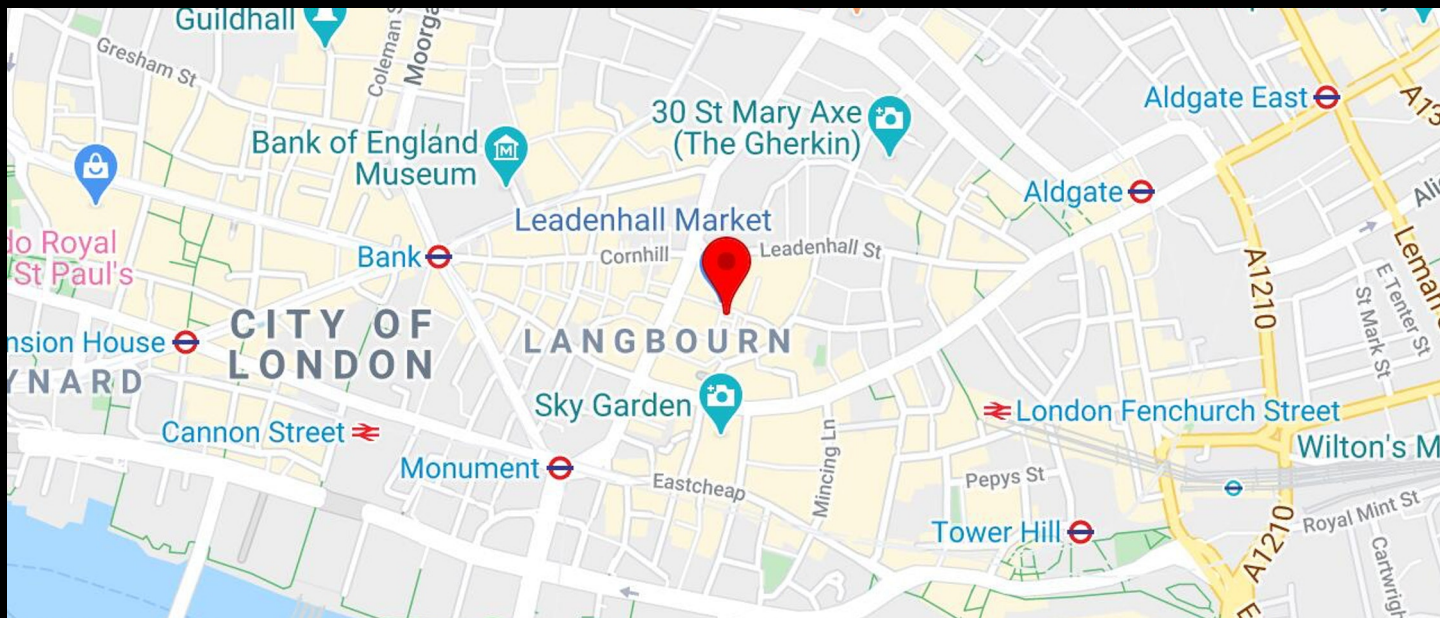 Guildhall
Gresham St
Coleman S
Moorga
30 St Mary Axe
(The Gherkin)
Aldgate East
A13
Bank of England
Museum
Aldgate
Leadenhall Market
Leadenhall St
Cornhill
Bank
do Royal
St Paul's
A1210
Leman
E Tenter St
St Mark St
Ali
CITY OF
LONDON
nsion House
YNARD
LANGBOURN
Sky Garden
London Fenchurch Street
Cannon Street
Wilton's M
Monument
Eastcheap
Mincing Ln
Pepys St
Tower Hill
A1210
Royal Mint St
Cartwrigh